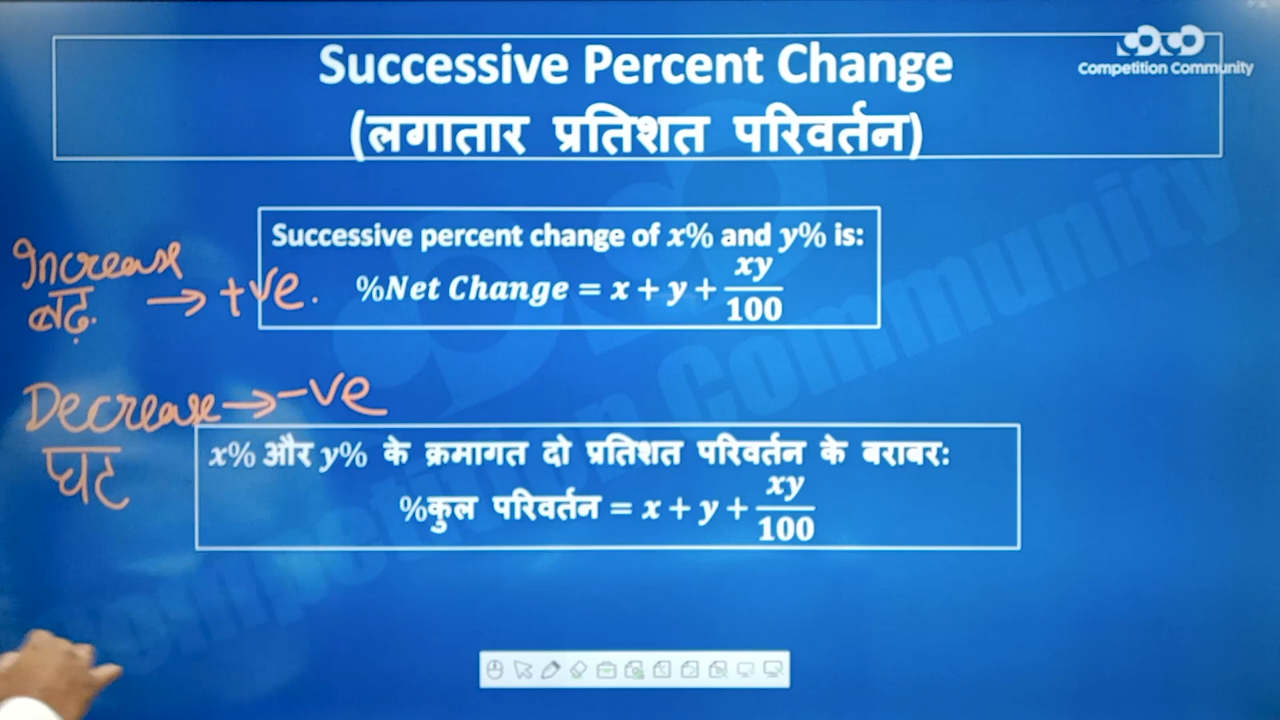 Successive Percent Change
(लगातार प्रतिशत परिवर्तन)
Competition Community
Successive percent change of x% and y% is:
%Net Change = x + y + xy/100
Increase
बढ़. → +ve.
Decrease → -ve
घट
x% और y% के क्रमागत दो प्रतिशत परिवर्तन के बराबर:
%कुल परिवर्तन = x + y + xy/100
Competition Community